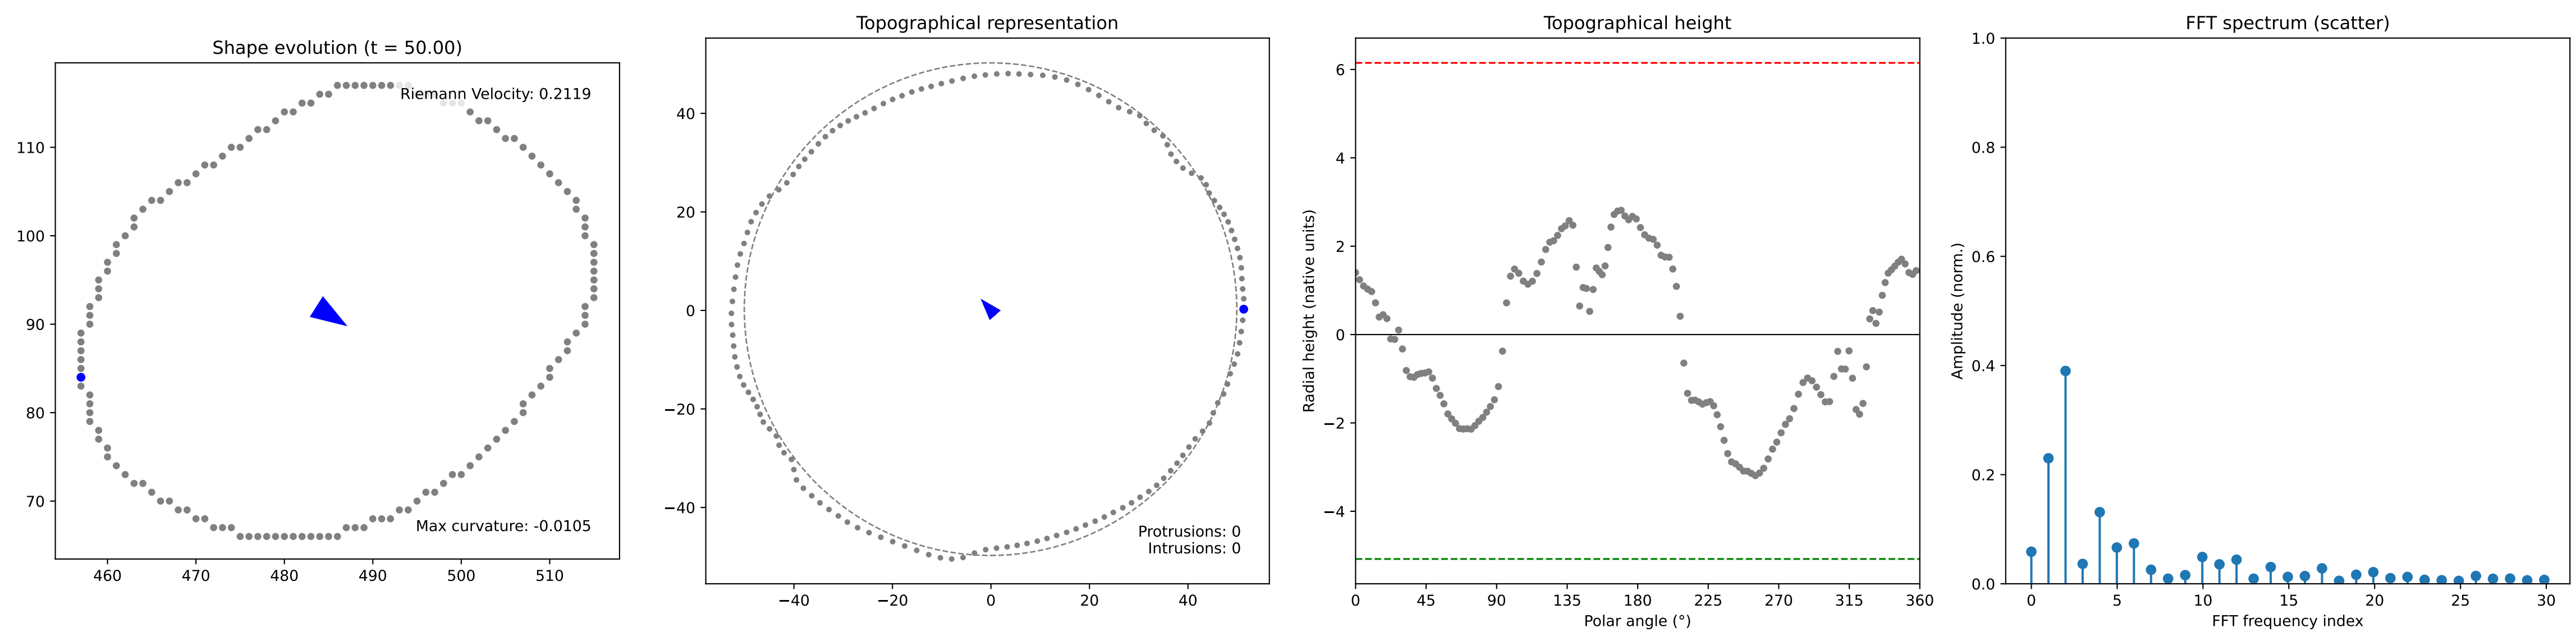 Shape evolution (t = 50.00)
Riemann Velocity: 0.2119
Max curvature: -0.0105
110
100
90
80
70
460 470 480 490 500 510
Topographical representation
40
20
0
−20
−40
−40 −20 0 20 40
Protrusions: 0
Intrusions: 0
Topographical height
Radial height (native units)
6
4
2
0
−2
−4
0 45 90 135 180 225 270 315 360
Polar angle (°)
FFT spectrum (scatter)
Amplitude (norm.)
1.0
0.8
0.6
0.4
0.2
0.0
0 5 10 15 20 25 30
FFT frequency index